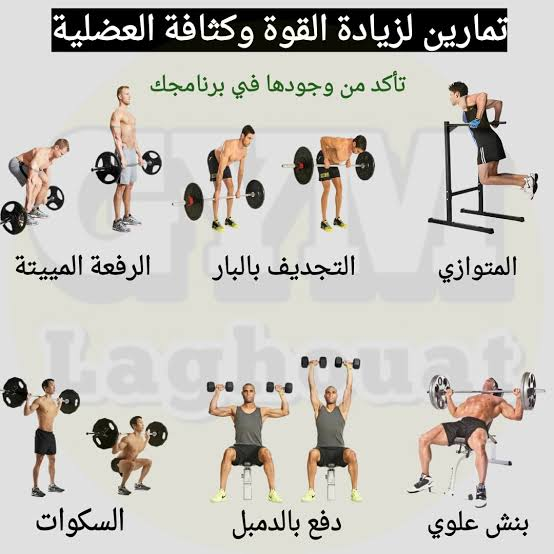 تمارين لزيادة القوة وكثافة العضلية
تأكد من وجودها في برنامجك
GYM
المتوازي
التجديف بالبار
الرفعة المييتة
Laghouat
بنش علوي
دفع بالدمبل
السكوات